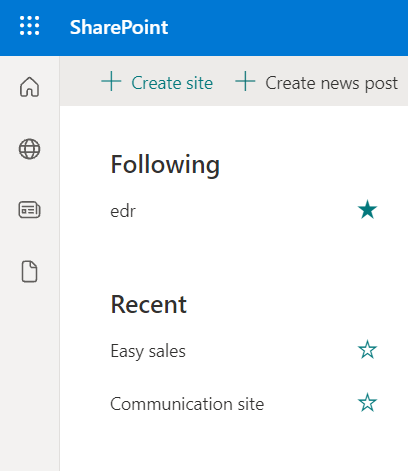 SharePoint
Create site Create news post
Following
edr
Recent
Easy sales
Communication site